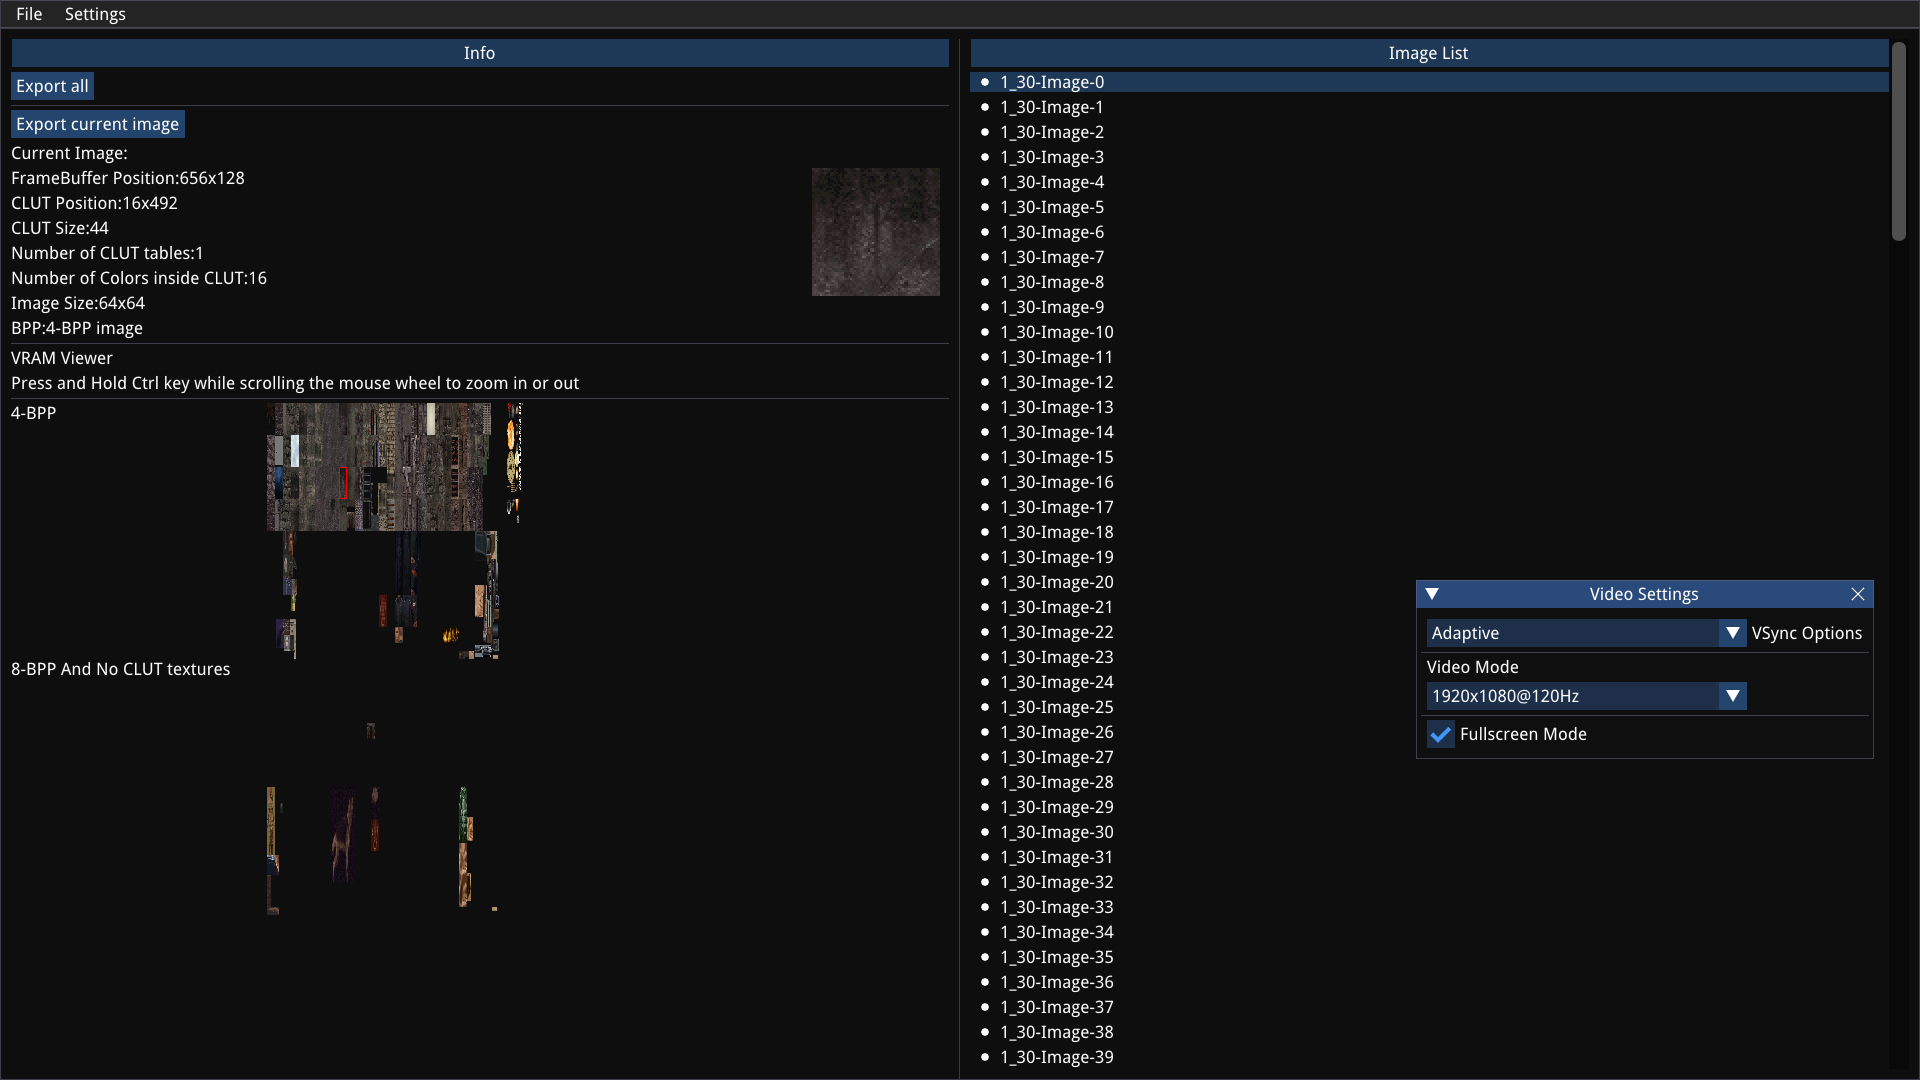 File Settings
Info
Export all
Export current image
Current Image:
FrameBuffer Position:656x128
CLUT Position:16x492
CLUT Size:44
Number of CLUT tables:1
Number of Colors inside CLUT:16
Image Size:64x64
BPP:4-BPP image
VRAM Viewer
Press and Hold Ctrl key while scrolling the mouse wheel to zoom in or out
4-BPP
8-BPP And No CLUT textures
Image List
1_30-Image-0
1_30-Image-1
1_30-Image-2
1_30-Image-3
1_30-Image-4
1_30-Image-5
1_30-Image-6
1_30-Image-7
1_30-Image-8
1_30-Image-9
1_30-Image-10
1_30-Image-11
1_30-Image-12
1_30-Image-13
1_30-Image-14
1_30-Image-15
1_30-Image-16
1_30-Image-17
1_30-Image-18
1_30-Image-19
1_30-Image-20
1_30-Image-21
1_30-Image-22
1_30-Image-23
1_30-Image-24
1_30-Image-25
1_30-Image-26
1_30-Image-27
1_30-Image-28
1_30-Image-29
1_30-Image-30
1_30-Image-31
1_30-Image-32
1_30-Image-33
1_30-Image-34
1_30-Image-35
1_30-Image-36
1_30-Image-37
1_30-Image-38
1_30-Image-39
Video Settings
Adaptive VSync Options
Video Mode
1920x1080@120Hz
Fullscreen Mode